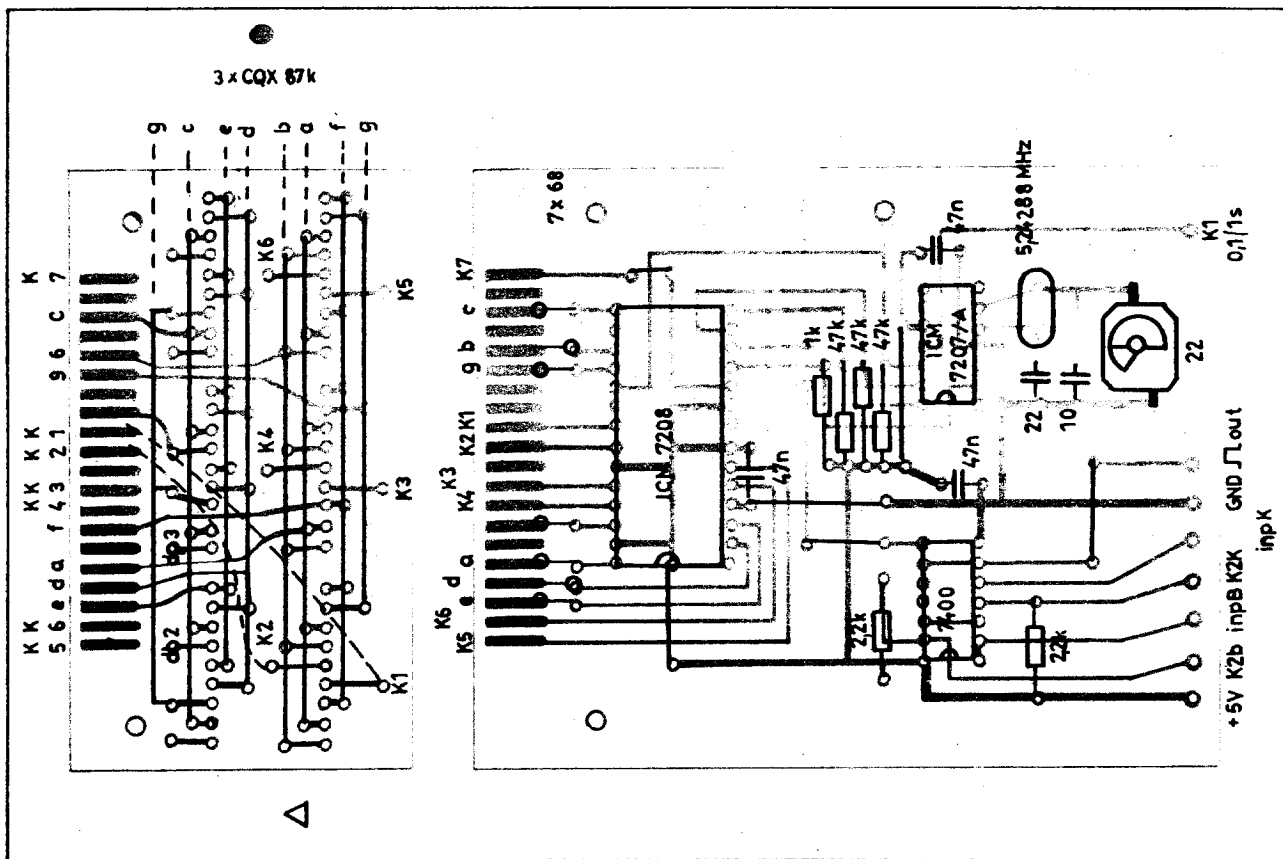 3 x CQX 87k
g
c
e
d
b
a
f
g
K
7
C
6
g
K K
2 1
K K
4 3
f
a
d
e
K K
5 6
dp3
dp2
K6
K5
K4
K3
K2
K1
7 x 68
K7
c
b
g
K1
K2
K3
K4
a
d
e
K6
K5
ICM 7208
47n
1k
47k
47k
47k
ICM
7207/A
47n
5,24288 MHz
22
10
22
47n
2,2k
7400
2,2k
K1
0,1/1s
out
GND
inpK
K2K
inpB
K2b
+5V